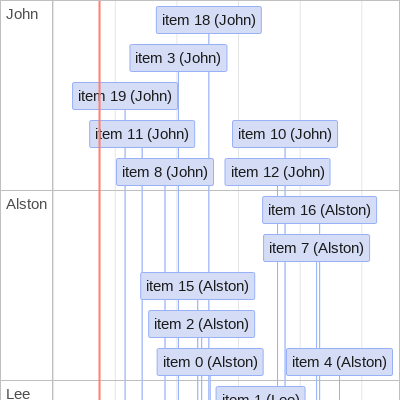 John
item 18 (John)
item 3 (John)
item 19 (John)
item 11 (John)
item 10 (John)
item 8 (John)
item 12 (John)
Alston
item 16 (Alston)
item 7 (Alston)
item 15 (Alston)
item 2 (Alston)
item 0 (Alston)
item 4 (Alston)
Lee
item 1 (Lee)